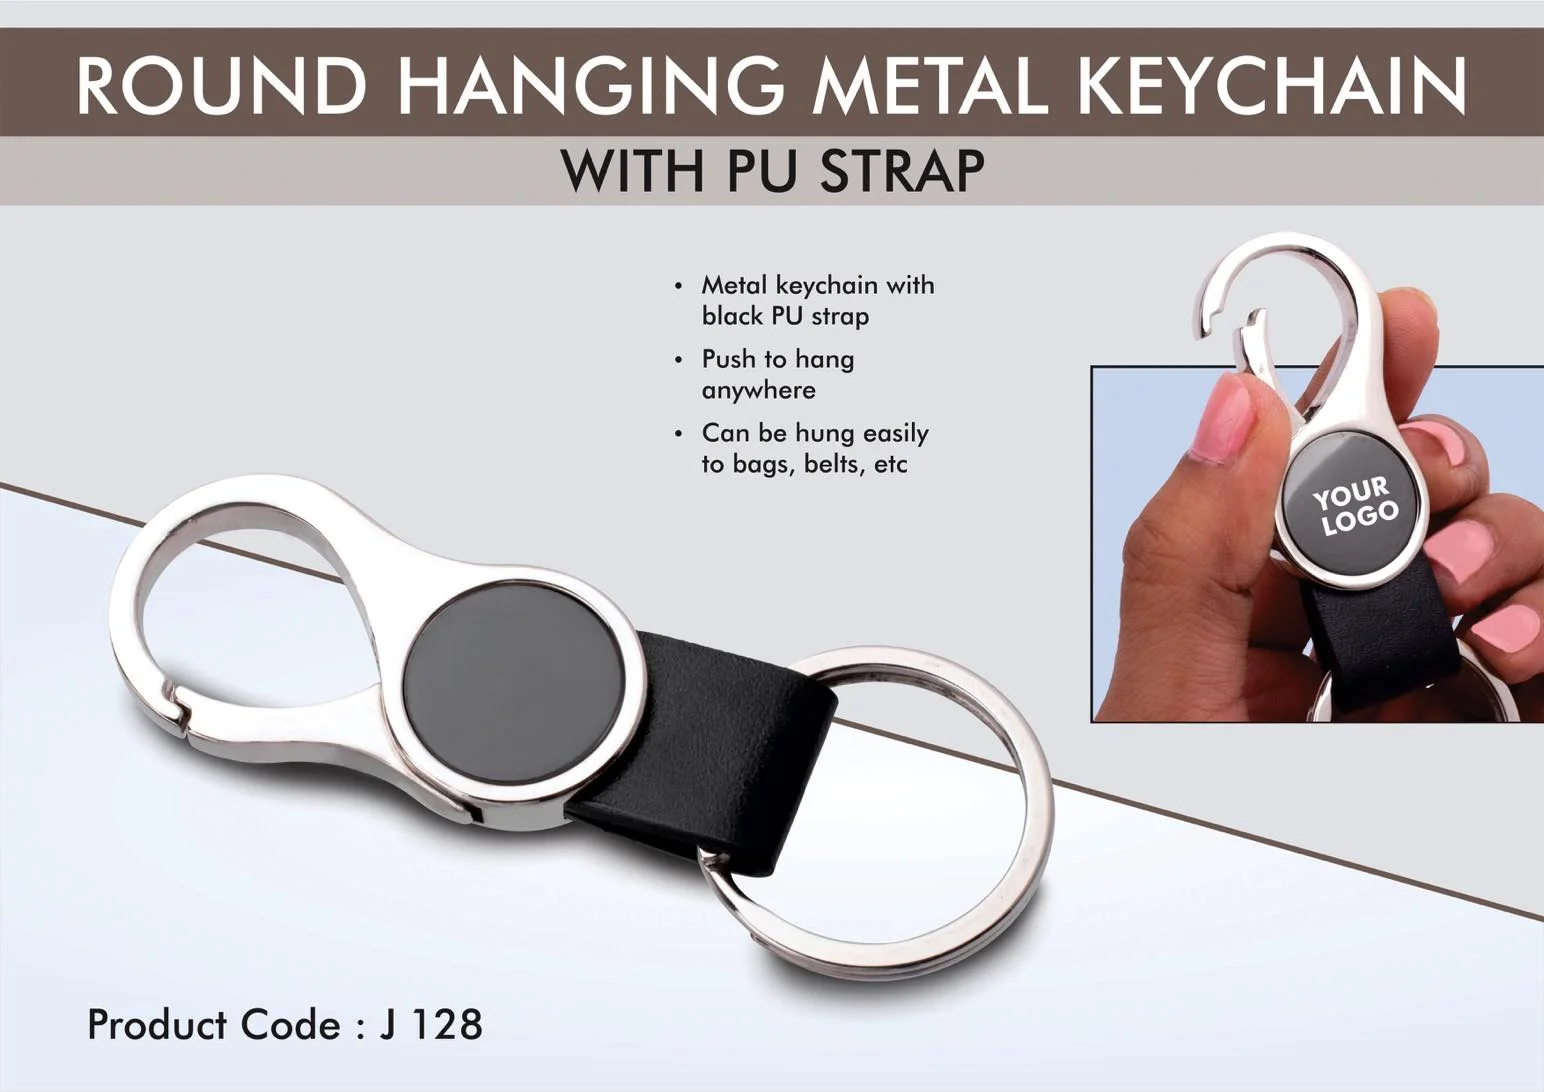 ROUND HANGING METAL KEYCHAIN
WITH PU STRAP
• Metal keychain with
black PU strap
• Push to hang
anywhere
• Can be hung easily
to bags, belts, etc
YOUR
LOGO
Product Code : J 128